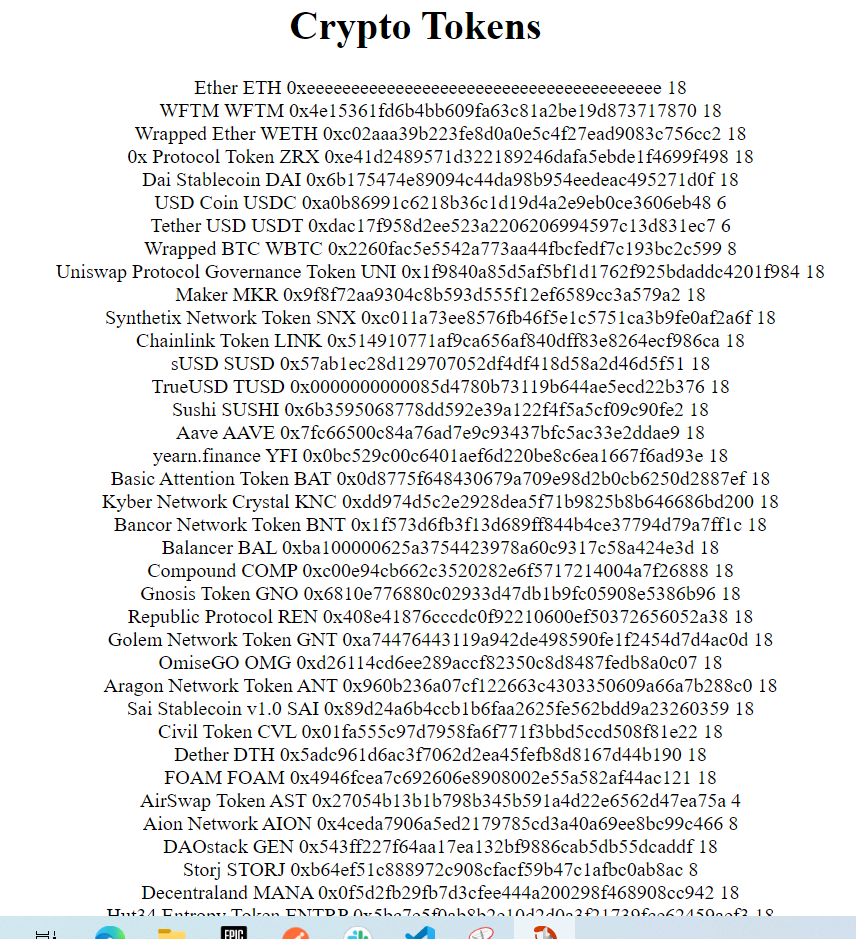 Crypto Tokens
Ether ETH 0xeeeeeeeeeeeeeeeeeeeeeeeeeeeeeeeeeeeeeeee 18
WFTM WFTM 0x4e15361fd6b4bb609fa63c81a2be19d873717870 18
Wrapped Ether WETH 0xc02aaa39b223fe8d0a0e5c4f27ead9083c756cc2 18
0x Protocol Token ZRX 0xe41d2489571d322189246dafa5ebde1f4699f498 18
Dai Stablecoin DAI 0x6b175474e89094c44da98b954eedeac495271d0f 18
USD Coin USDC 0xa0b86991c6218b36c1d19d4a2e9eb0ce3606eb48 6
Tether USD USDT 0xdac17f958d2ee523a2206206994597c13d831ec7 6
Wrapped BTC WBTC 0x2260fac5e5542a773aa44fbcfedf7c193bc2c599 8
Uniswap Protocol Governance Token UNI 0x1f9840a85d5af5bf1d1762f925bdaddc4201f984 18
Maker MKR 0x9f8f72aa9304c8b593d555f12ef6589cc3a579a2 18
Synthetix Network Token SNX 0xc011a73ee8576fb46f5e1c5751ca3b9fe0af2a6f 18
Chainlink Token LINK 0x514910771af9ca656af840dff83e8264ecf986ca 18
sUSD SUSD 0x57ab1ec28d129707052df4df418d58a2d46d5f51 18
TrueUSD TUSD 0x0000000000085d4780b73119b644ae5ecd22b376 18
Sushi SUSHI 0x6b3595068778dd592e39a122f4f5a5cf09c90fe2 18
Aave AAVE 0x7fc66500c84a76ad7e9c93437bfc5ac33e2ddae9 18
yearn.finance YFI 0x0bc529c00c6401aef6d220be8c6ea1667f6ad93e 18
Basic Attention Token BAT 0x0d8775f648430679a709e98d2b0cb6250d2887ef 18
Kyber Network Crystal KNC 0xdd974d5c2e2928dea5f71b9825b8b646686bd200 18
Bancor Network Token BNT 0x1f573d6fb3f13d689ff844b4ce37794d79a7ff1c 18
Balancer BAL 0xba100000625a3754423978a60c9317c58a424e3d 18
Compound COMP 0xc00e94cb662c3520282e6f5717214004a7f26888 18
Gnosis Token GNO 0x6810e776880c02933d47db1b9fc05908e5386b96 18
Republic Protocol REN 0x408e41876cccdc0f92210600ef50372656052a38 18
Golem Network Token GNT 0xa74476443119a942de498590fe1f2454d7d4ac0d 18
OmiseGO OMG 0xd26114cd6ee289accf82350c8d8487fedb8a0c07 18
Aragon Network Token ANT 0x960b236a07cf122663c4303350609a66a7b288c0 18
Sai Stablecoin v1.0 SAI 0x89d24a6b4ccb1b6faa2625fe562bdd9a23260359 18
Civil Token CVL 0x01fa555c97d7958fa6f771f3bbd5ccd508f81e22 18
Dether DTH 0x5adc961d6ac3f7062d2ea45fefb8d8167d44b190 18
FOAM FOAM 0x4946fcea7c692606e8908002e55a582af44ac121 18
AirSwap Token AST 0x27054b13b1b798b345b591a4d22e6562d47ea75a 4
Aion Network AION 0x4ceda7906a5ed2179785cd3a40a69ee8bc99c466 8
DAOstack GEN 0x543ff227f64aa17ea132bf9886cab5db55dcaddf 18
Storj STORJ 0xb64ef51c888972c908cfacf59b47c1afbc0ab8ac 8
Decentraland MANA 0x0f5d2fb29fb7d3cfee444a200298f468908cc942 18
Hut34 Entropy Token ENTRP 18
EPIC